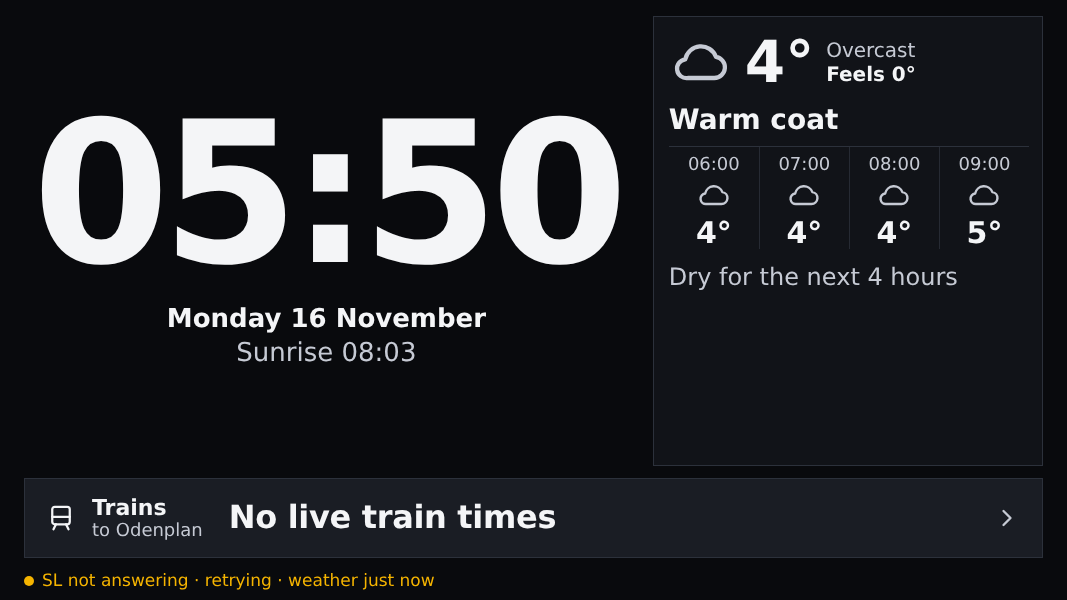 05:50
Monday 16 November
Sunrise 08:03
4°
Overcast
Feels 0°
Warm coat
06:00 07:00 08:00 09:00
4° 4° 4° 5°
Dry for the next 4 hours
Trains
to Odenplan
No live train times
SL not answering · retrying · weather just now